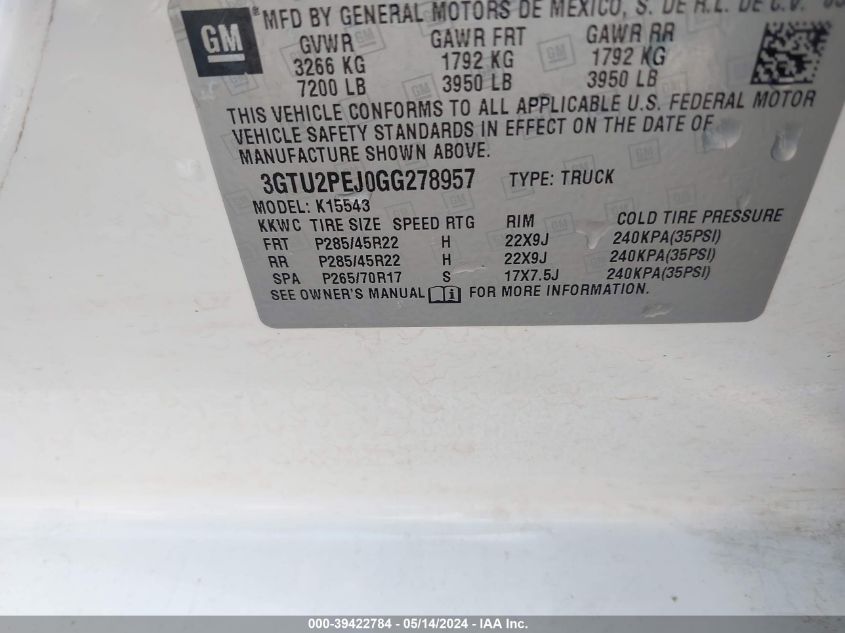 GM ® MFD BY GENERAL MOTORS DE MEXICO, S. DE R.L. DE C.V.
GVWR GAWR FRT GAWR RR
3266 KG 1792 KG 1792 KG
7200 LB 3950 LB 3950 LB
THIS VEHICLE CONFORMS TO ALL APPLICABLE U.S. FEDERAL MOTOR
VEHICLE SAFETY STANDARDS IN EFFECT ON THE DATE OF
MANUFACTURE SHOWN ABOVE.
3GTU2PEJ0GG278957 TYPE: TRUCK
MODEL: K15543
KKWC TIRE SIZE SPEED RTG RIM COLD TIRE PRESSURE
FRT P285/45R22 H 22X9J 240KPA(35PSI)
RR P285/45R22 H 22X9J 240KPA(35PSI)
SPA P265/70R17 S 17X7.5J 240KPA(35PSI)
SEE OWNER'S MANUAL i FOR MORE INFORMATION.
000-39422784 - 05/14/2024 - IAA Inc.